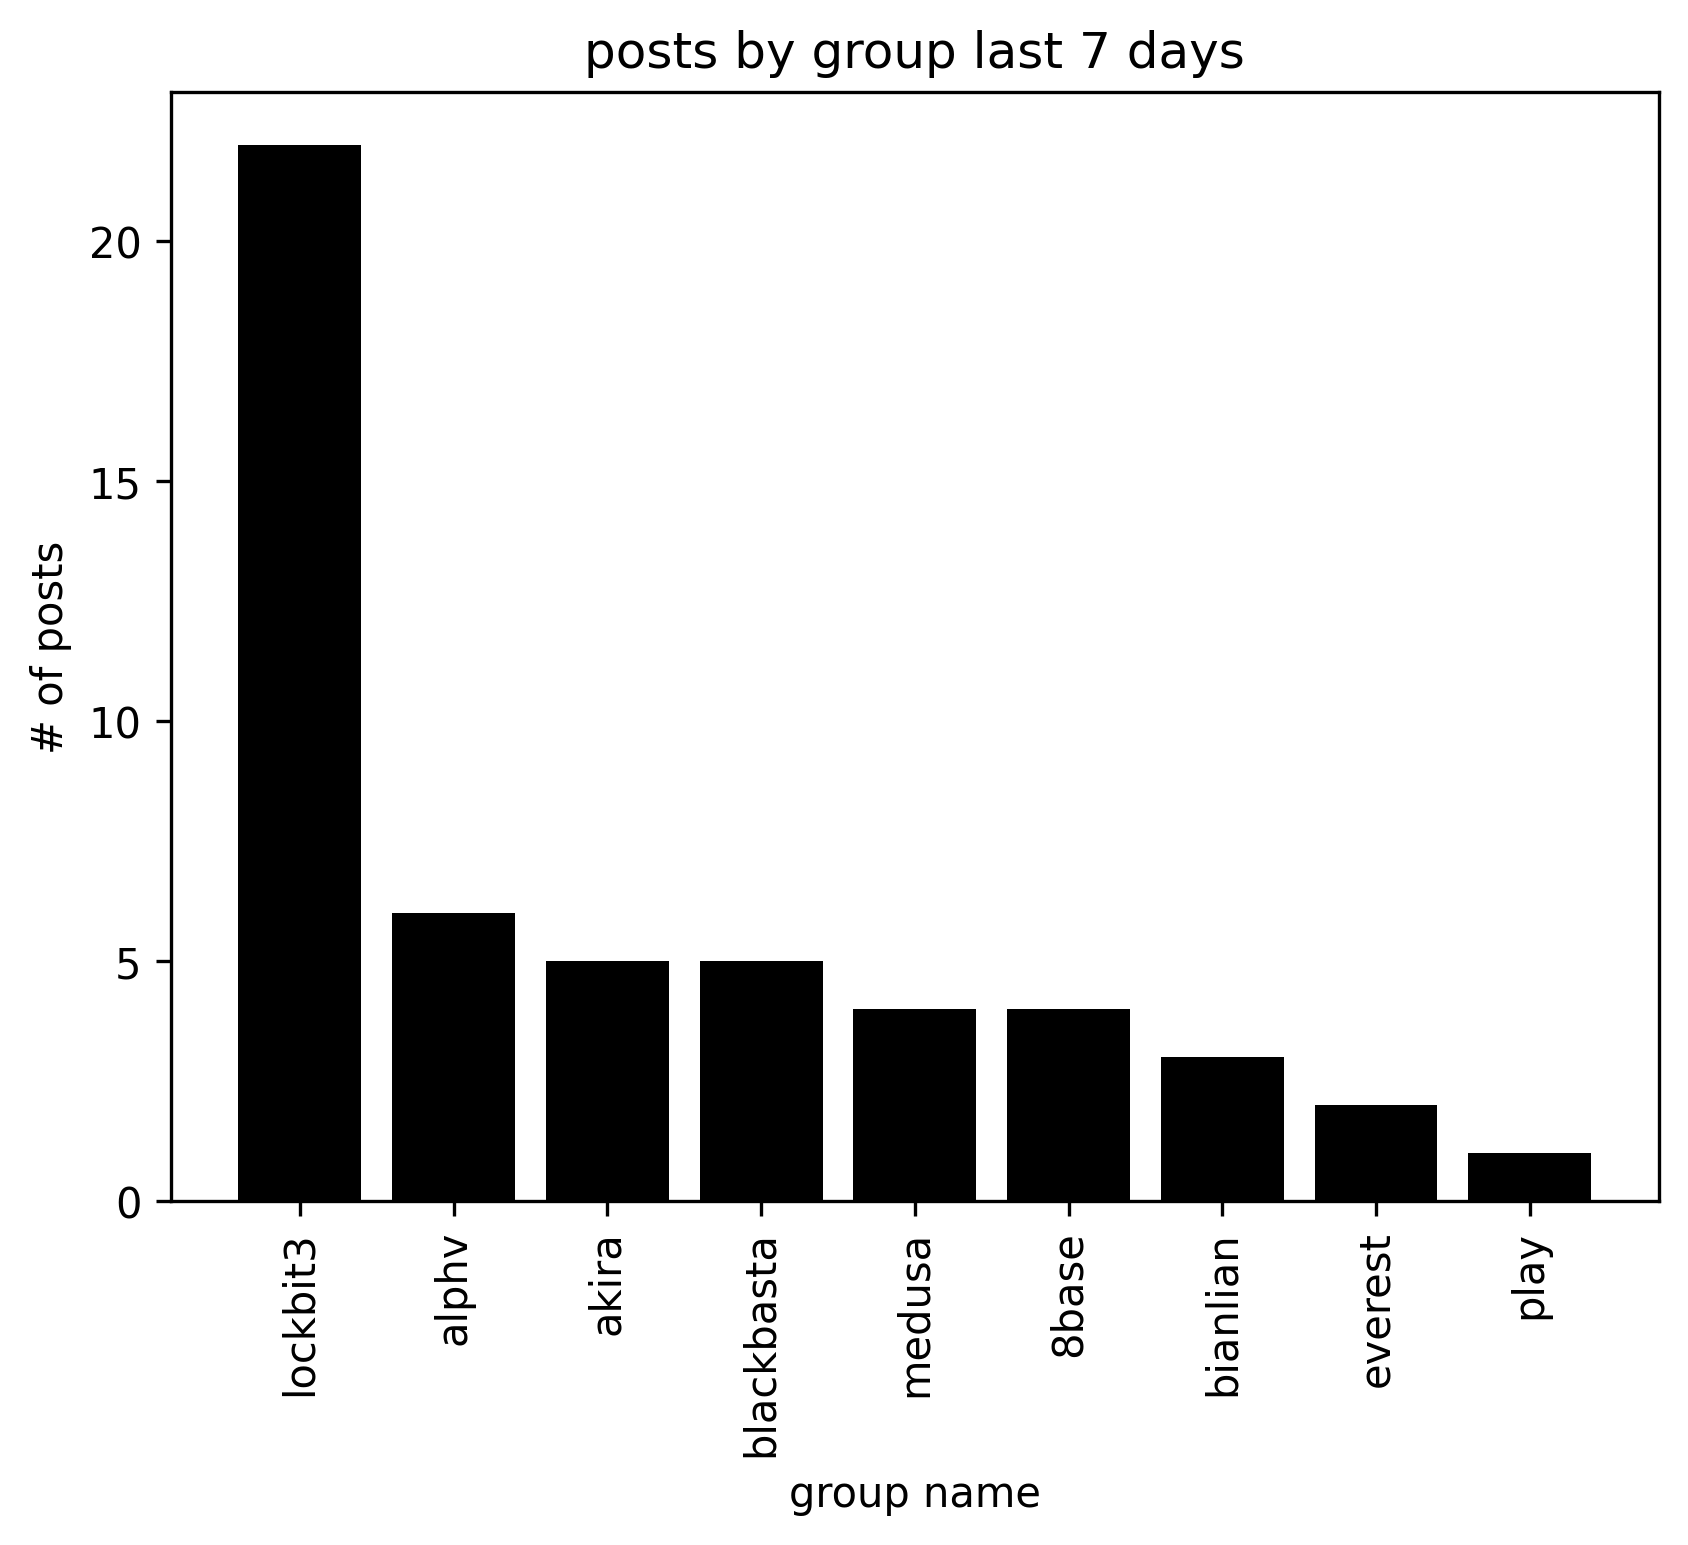 posts by group last 7 days
# of posts
20
15
10
5
0
lockbit3
alphv
akira
blackbasta
medusa
8base
bianlian
everest
play
group name